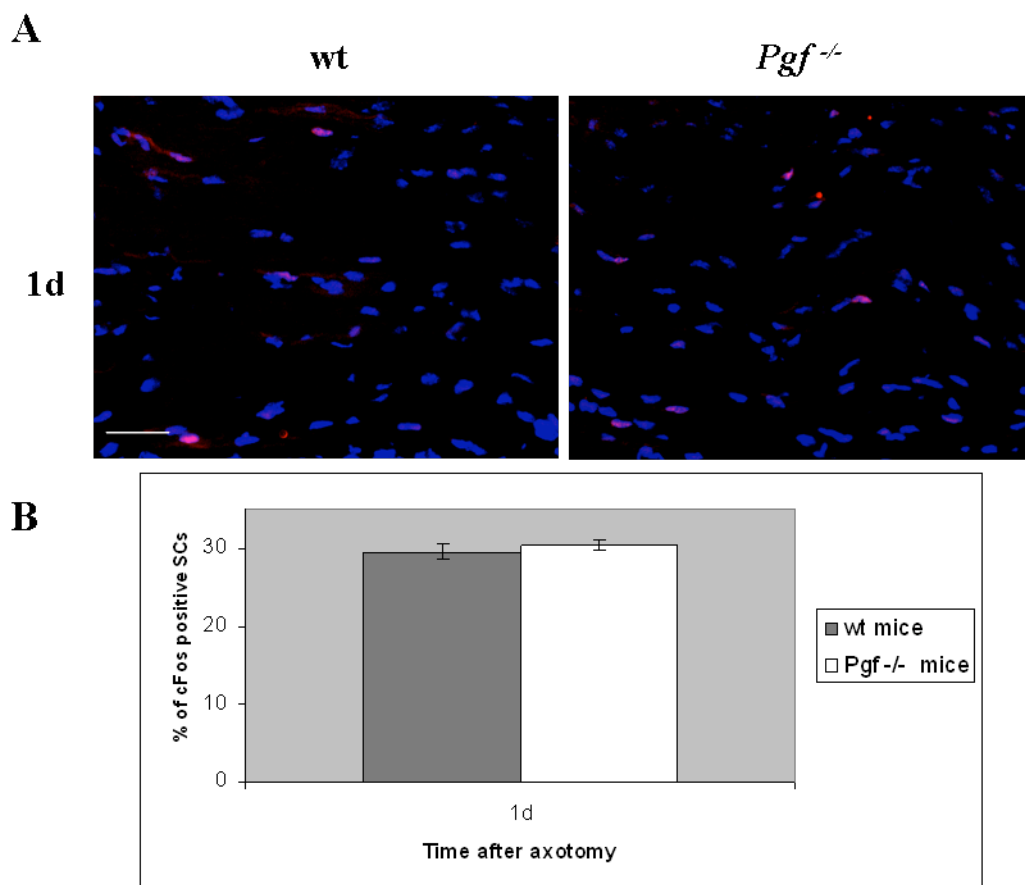 A
wt
Pgf -/-
1d
B
% of cFos positive SCs
30
20
10
0
1d
Time after axotomy
wt mice
Pgf -/- mice